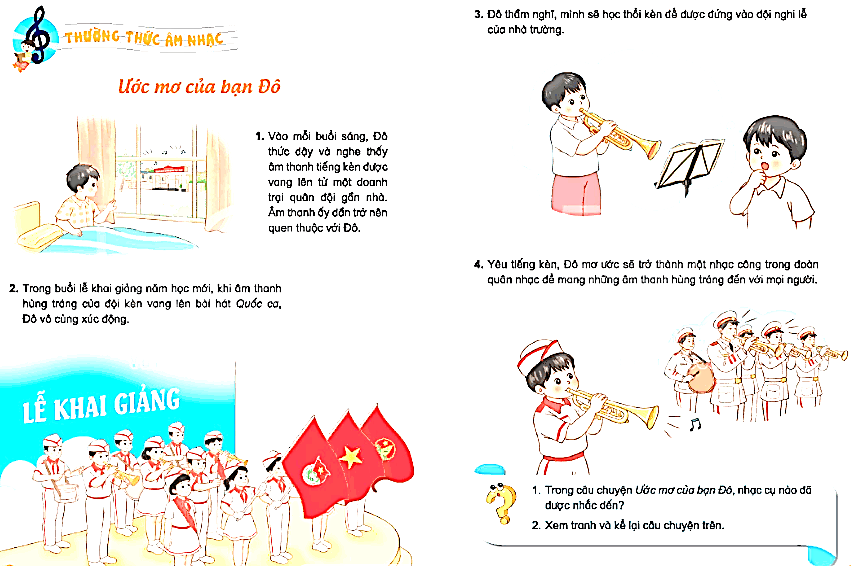 THƯỜNG THỨC ÂM NHẠC
Ước mơ của bạn Đô
1. Vào mỗi buổi sáng, Đô
thức dậy và nghe thấy
âm thanh tiếng kèn được
vang lên từ một doanh
trại quân đội gần nhà.
Âm thanh ấy dần trở nên
quen thuộc với Đô.
2. Trong buổi lễ khai giảng năm học mới, khi âm thanh
hùng tráng của đội kèn vang lên bài hát Quốc ca,
Đô vô cùng xúc động.
LỄ KHAI GIẢNG
3. Đô thầm nghĩ, mình sẽ học thổi kèn để được đứng vào đội nghi lễ
của nhà trường.
4. Yêu tiếng kèn, Đô mơ ước sẽ trở thành một nhạc công trong đoàn
quân nhạc để mang những âm thanh hùng tráng đến với mọi người.
1. Trong câu chuyện Ước mơ của bạn Đô, nhạc cụ nào đã
được nhắc đến?
2. Xem tranh và kể lại câu chuyện trên.